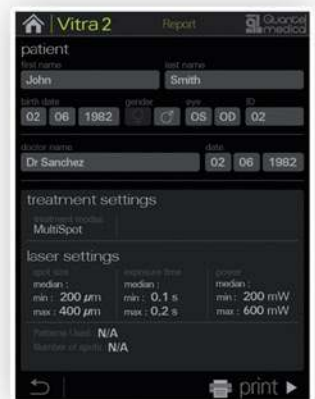 Vitra 2 Report Quantel medical
patient
first name last name
John Smith
birth date gender eye ID
02 06 1982 OS OD 02
doctor name date
Dr Sanchez 02 06 1982
treatment settings
treatment modes
MultiSpot
laser settings
spot size exposure time power
median : median : median :
min : 200 µm min : 0.1 s min : 200 mW
max : 400 µm max : 0,2 s max : 600 mW
Patterns Used : N/A
Number of spots : N/A
print